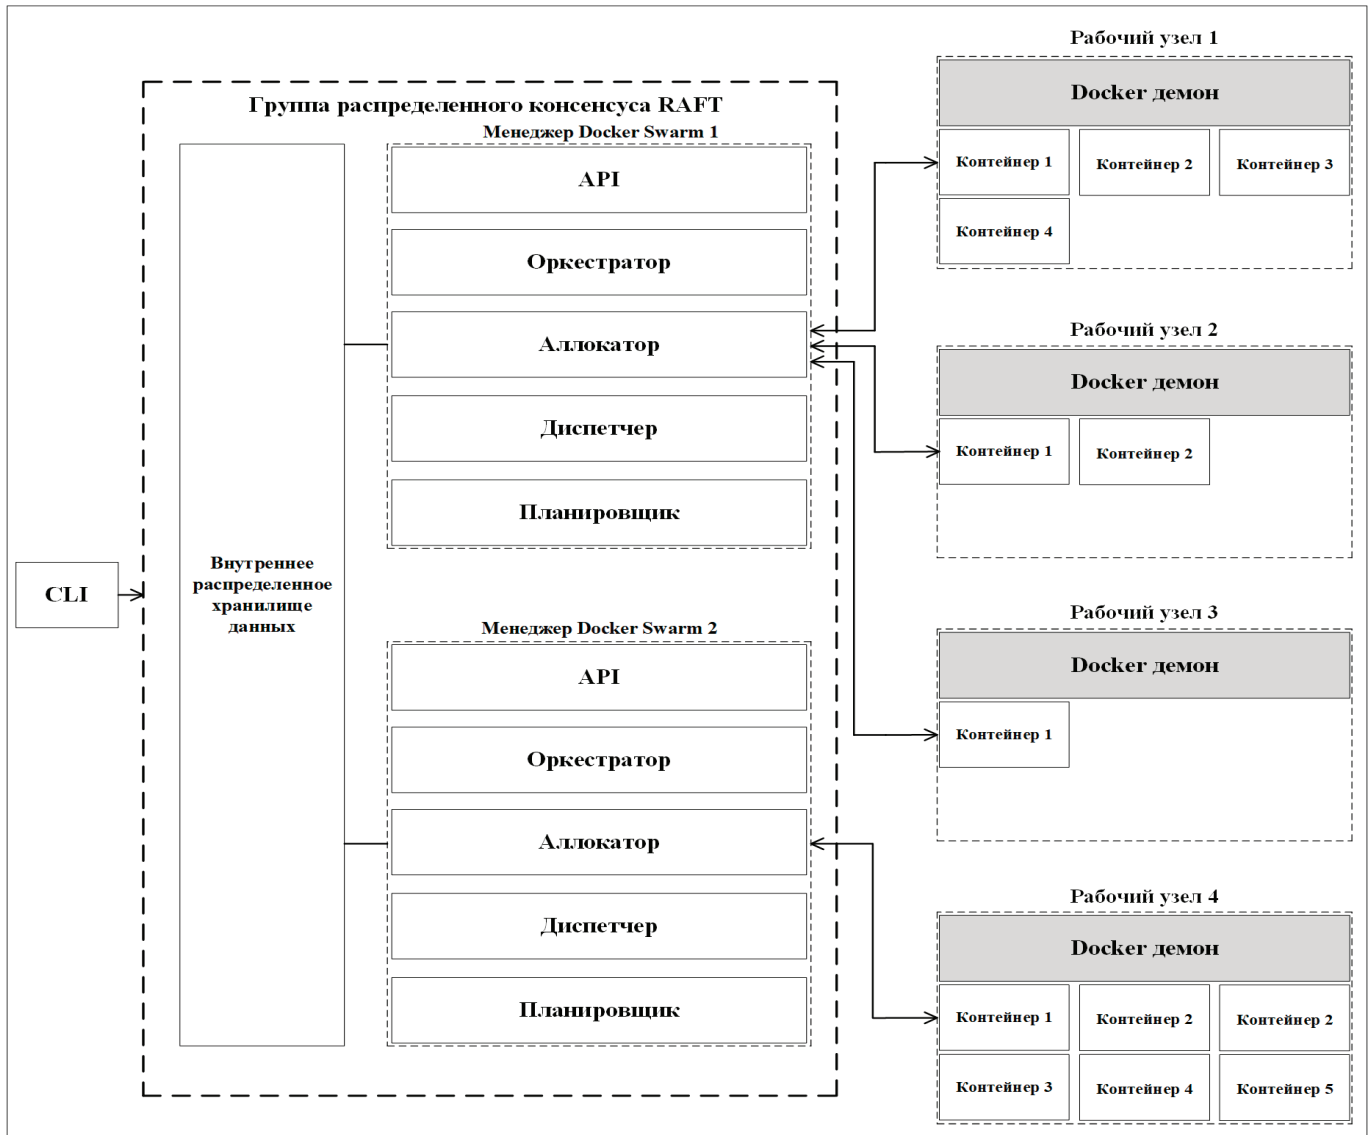 CLI
Группа распределенного консенсуса RAFT
Внутреннее
распределенное
хранилище
данных
Менеджер Docker Swarm 1
API
Оркестратор
Аллокатор
Диспетчер
Планировщик
Менеджер Docker Swarm 2
API
Оркестратор
Аллокатор
Диспетчер
Планировщик
Рабочий узел 1
Docker демон
Контейнер 1
Контейнер 2
Контейнер 3
Контейнер 4
Рабочий узел 2
Docker демон
Контейнер 1
Контейнер 2
Рабочий узел 3
Docker демон
Контейнер 1
Рабочий узел 4
Docker демон
Контейнер 1
Контейнер 2
Контейнер 2
Контейнер 3
Контейнер 4
Контейнер 5